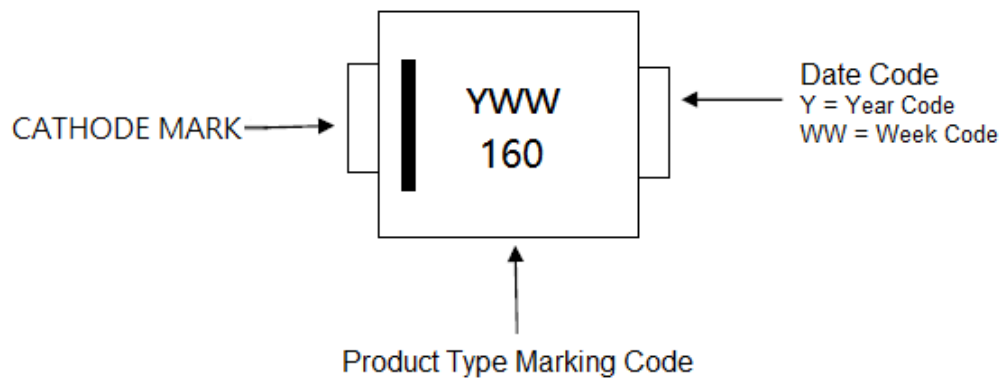 YWW
160
CATHODE MARK
Date Code
Y = Year Code
WW = Week Code
Product Type Marking Code